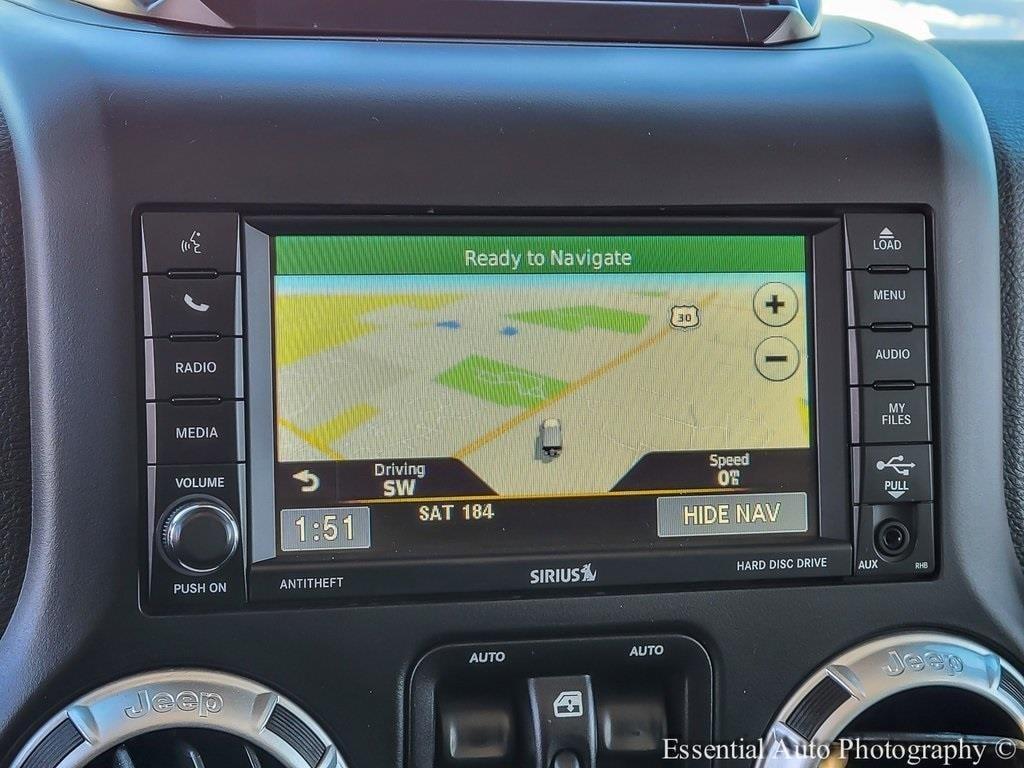 Ready to Navigate
30
Driving
SW
Speed
0
1:51
SAT 184
HIDE NAV
RADIO
MEDIA
VOLUME
PUSH ON
LOAD
MENU
AUDIO
MY
FILES
PULL
AUX
RHB
ANTITHEFT
SIRIUS
HARD DISC DRIVE
AUTO
AUTO
Jeep
Jeep
Essential Auto Photography ©